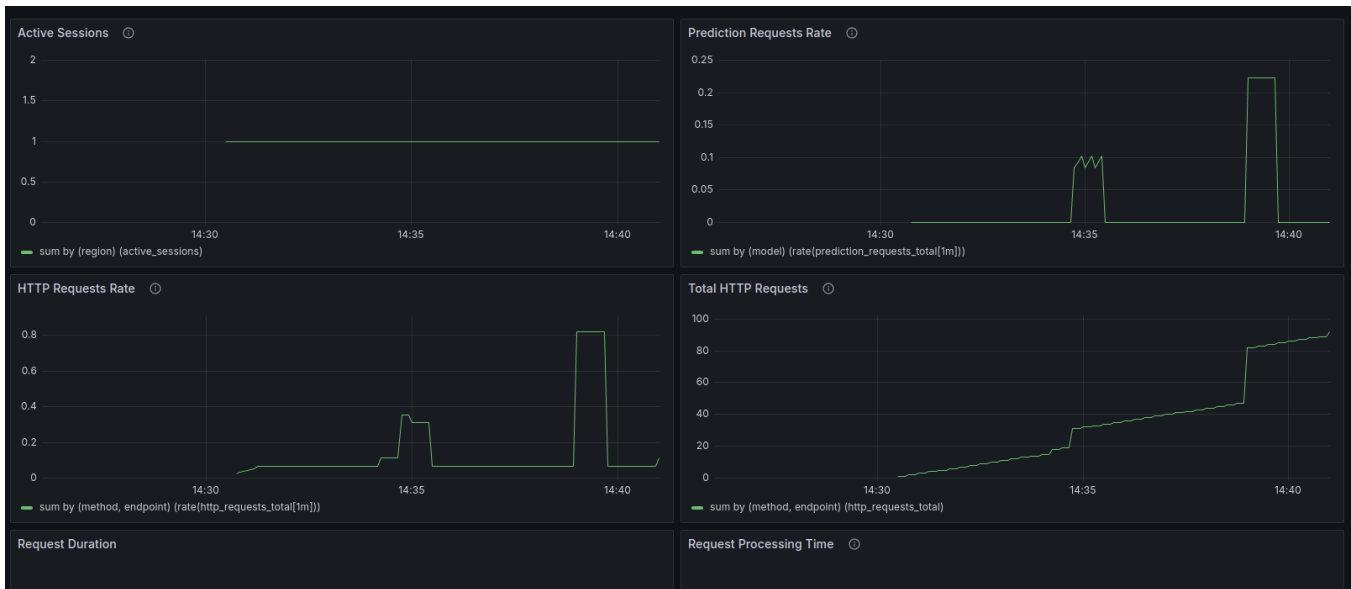 Active Sessions
2
1.5
1
0.5
0
14:30 14:35 14:40
sum by (region) (active_sessions)
Prediction Requests Rate
0.25
0.2
0.15
0.1
0.05
0
14:30 14:35 14:40
sum by (model) (rate(prediction_requests_total[1m]))
HTTP Requests Rate
0.8
0.6
0.4
0.2
0
14:30 14:35 14:40
sum by (method, endpoint) (rate(http_requests_total[1m]))
Total HTTP Requests
100
80
60
40
20
0
14:30 14:35 14:40
sum by (method, endpoint) (http_requests_total)
Request Duration
Request Processing Time